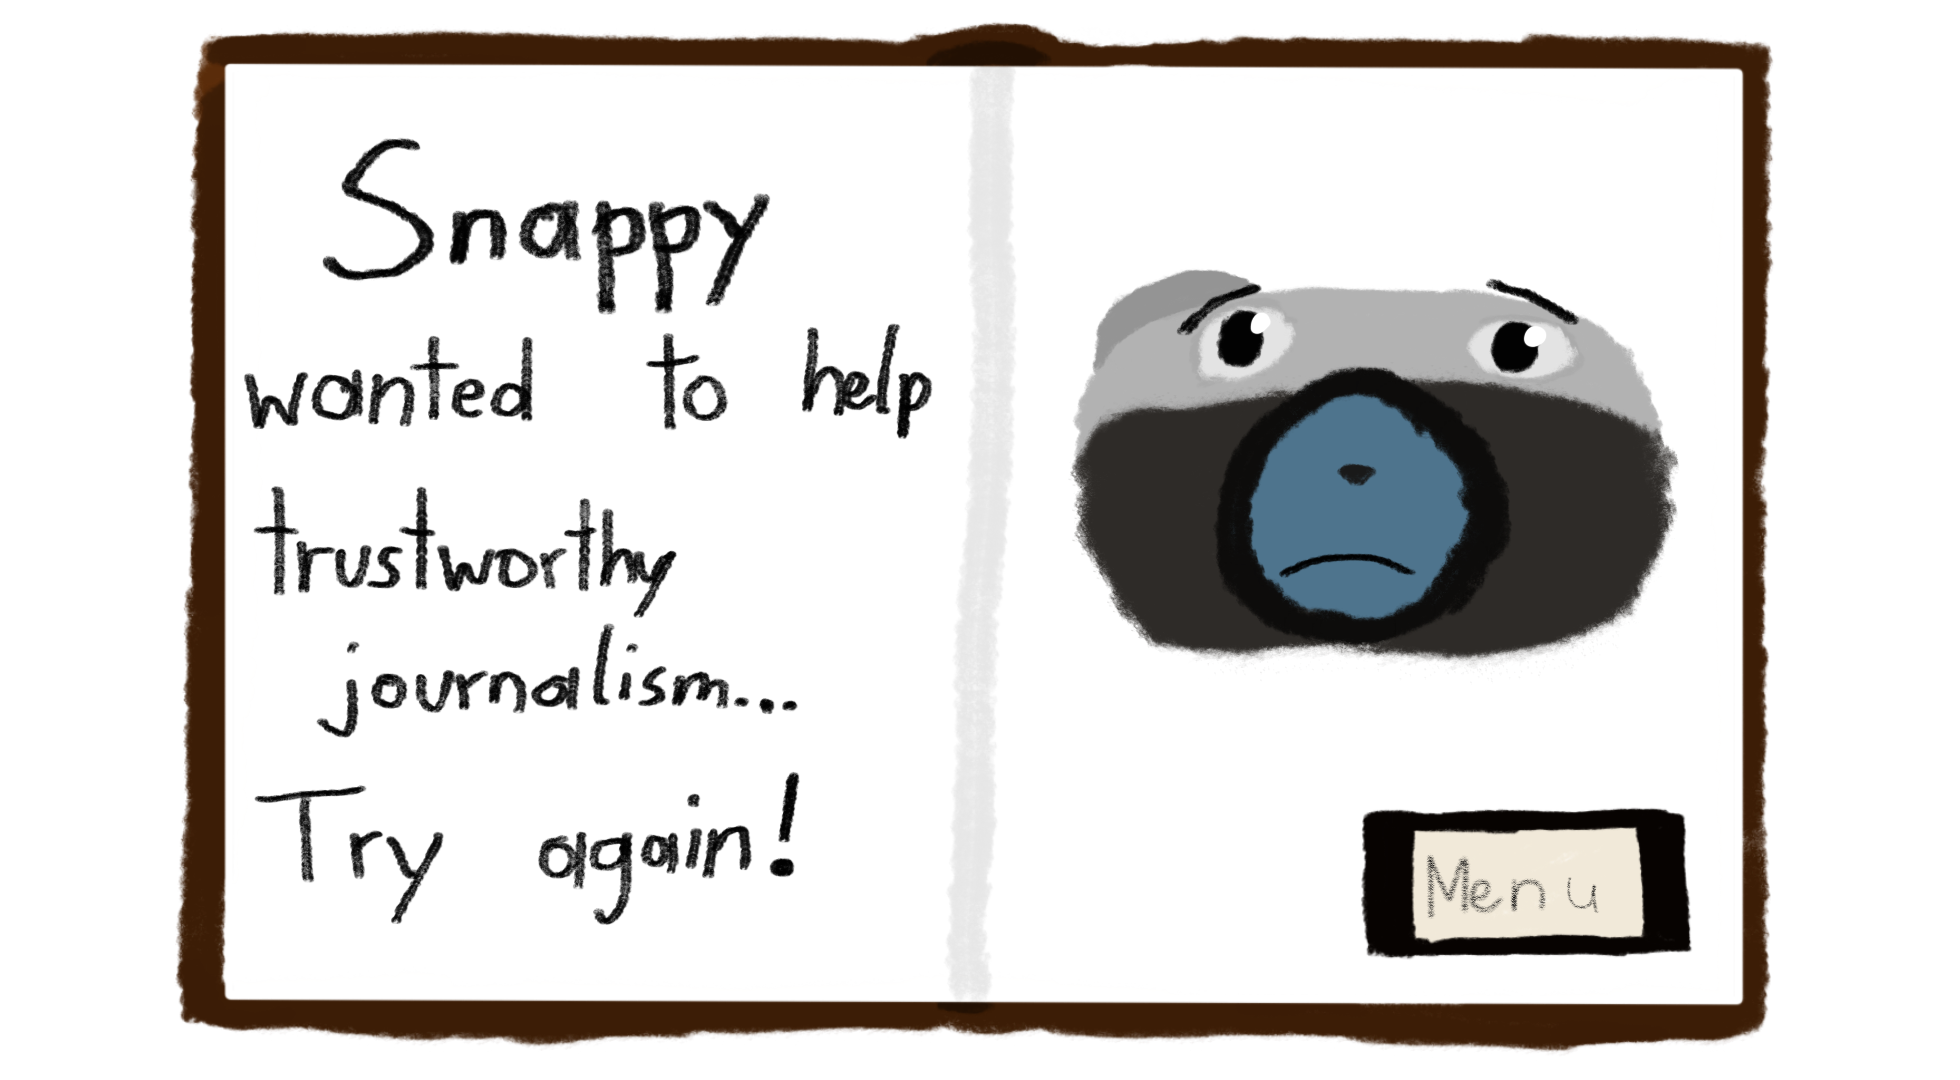 Snappy
wanted to help
trustworthy
journalism...
Try again!
Menu